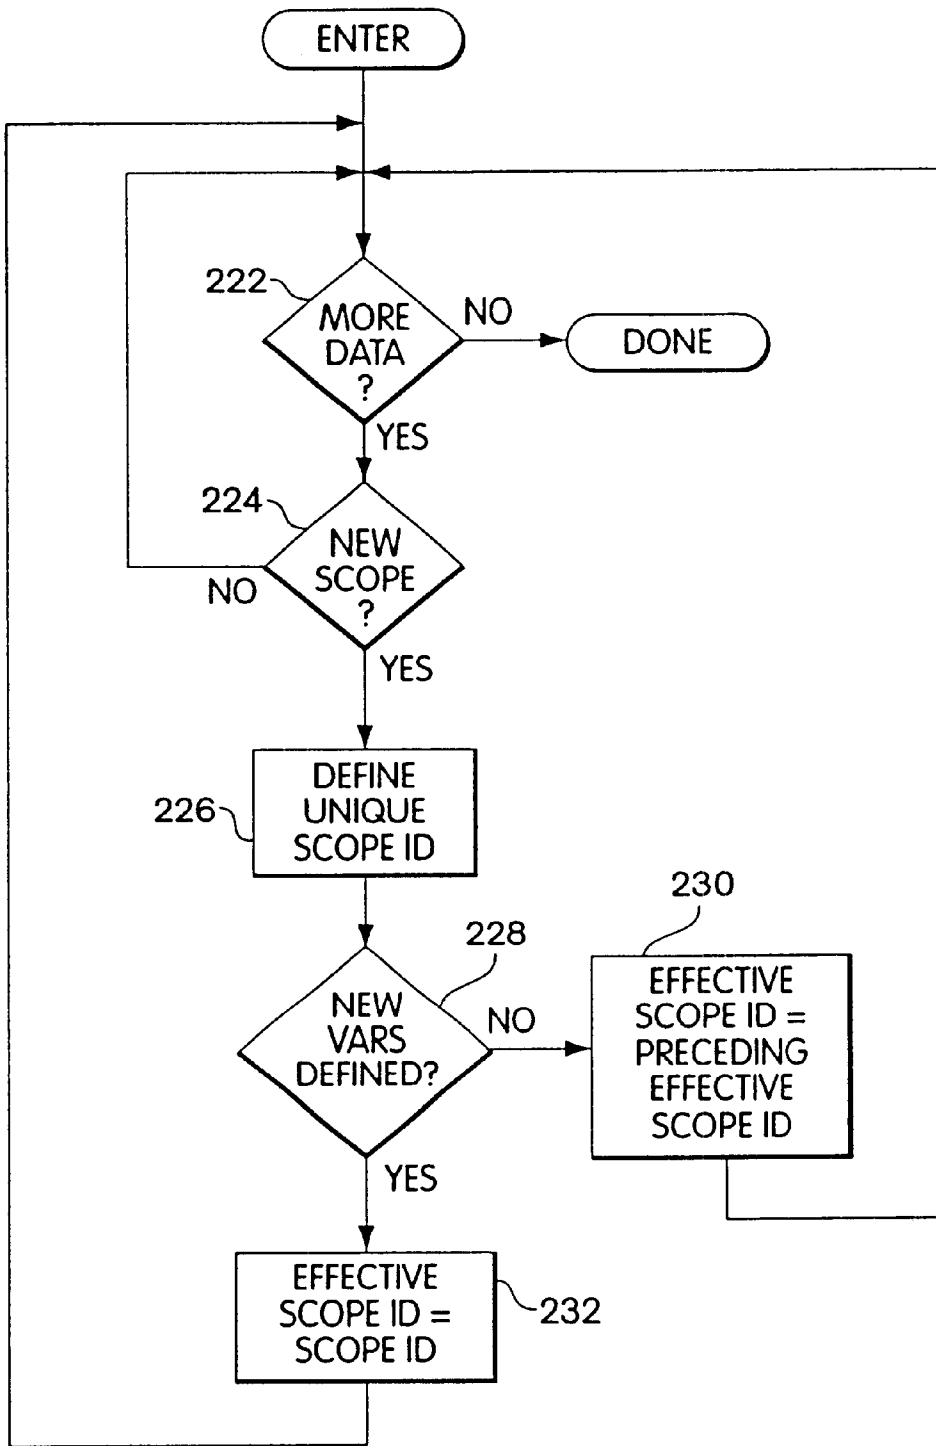 ENTER
222
MORE
DATA
?
NO
DONE
YES
224
NEW
SCOPE
?
NO
YES
226
DEFINE
UNIQUE
SCOPE ID
228
NEW
VARS
DEFINED?
NO
230
EFFECTIVE
SCOPE ID =
PRECEDING
EFFECTIVE
SCOPE ID
YES
EFFECTIVE
SCOPE ID =
SCOPE ID
232